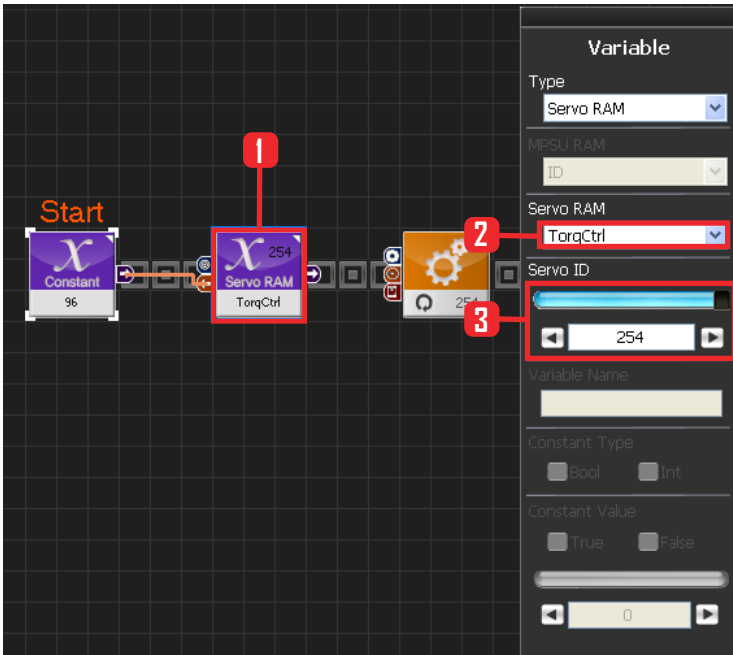 Variable
Type
Servo RAM
MPSU RAM
ID
Servo RAM
TorqCtrl
Servo ID
254
Variable Name
Constant Type
Bool Int
Constant Value
True False
0
1
2
3
Start
Constant
96
254
Servo RAM
TorqCtrl
254